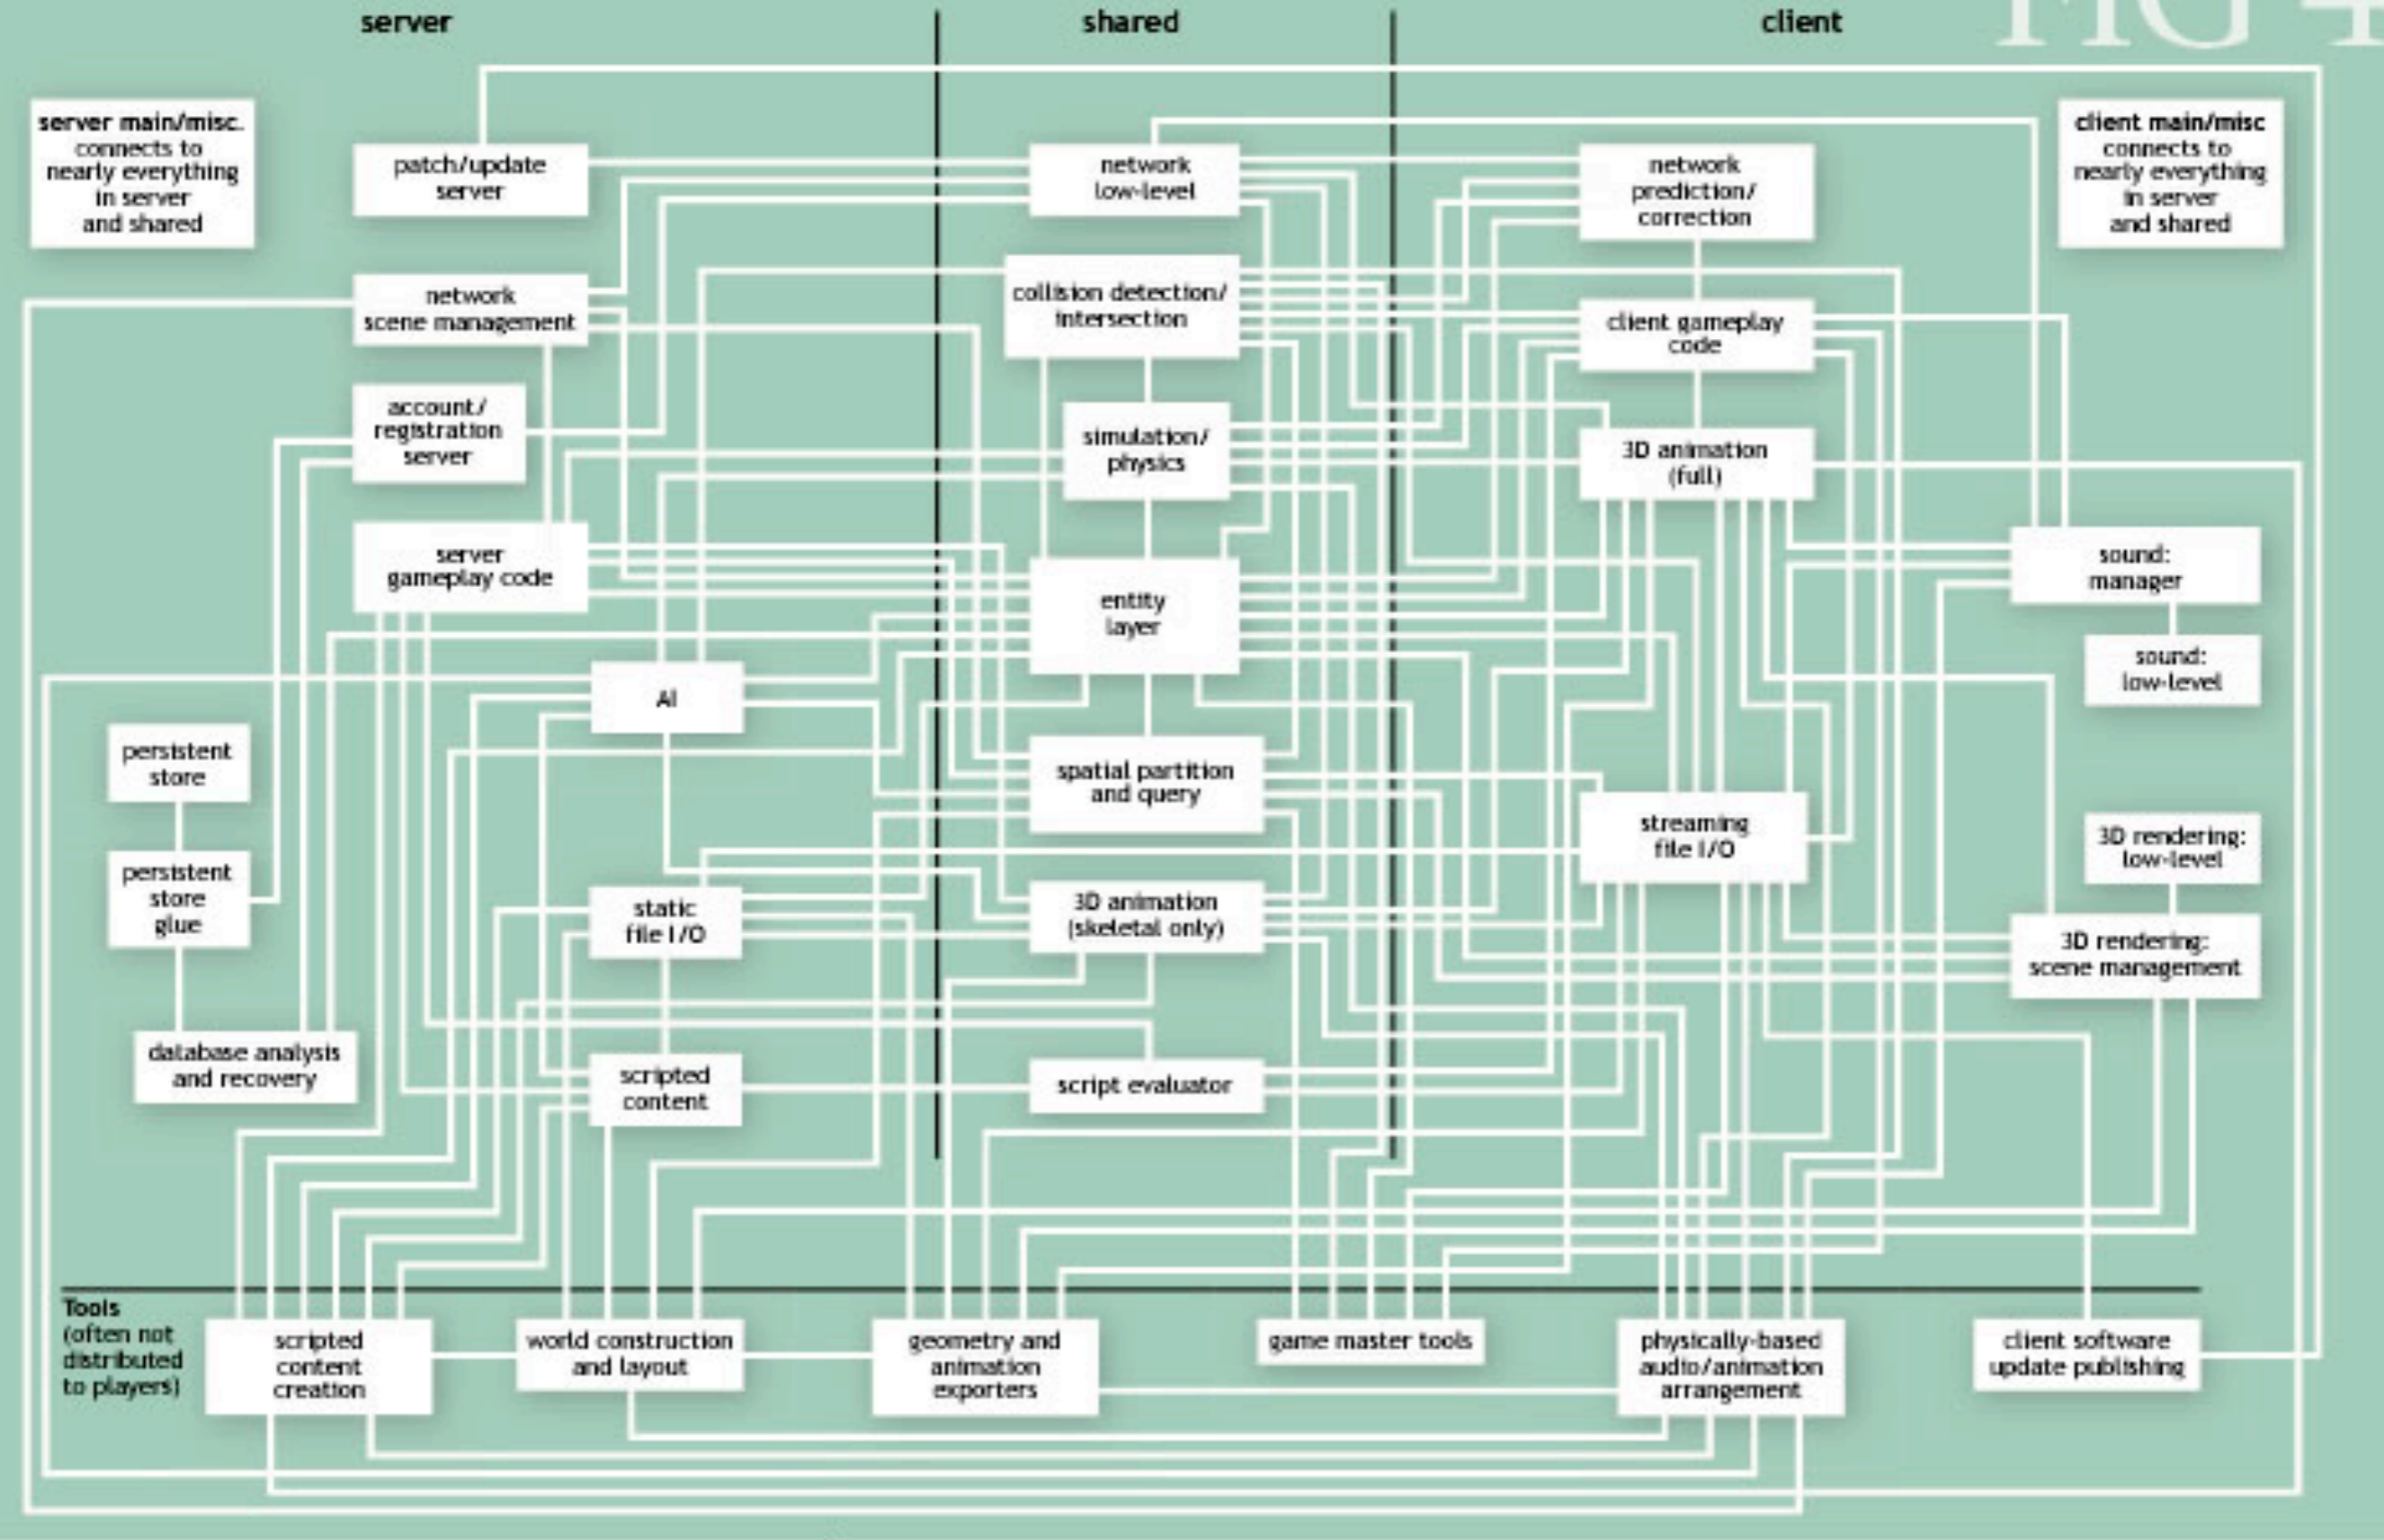 server
shared
client
server main/misc.
connects to
nearly everything
in server
and shared
patch/update
server
network
low-level
network
prediction/
correction
client main/misc
connects to
nearly everything
in server
and shared
network
scene management
collision detection/
intersection
client gameplay
code
account/
registration
server
simulation/
physics
3D animation
(full)
server
gameplay code
entity
layer
sound:
manager
sound:
low-level
AI
persistent
store
spatial partition
and query
streaming
file I/O
3D rendering:
low-level
persistent
store
glue
static
file I/O
3D animation
(skeletal only)
3D rendering:
scene management
database analysis
and recovery
scripted
content
script evaluator
Tools
(often not
distributed
to players)
scripted
content
creation
world construction
and layout
geometry and
animation
exporters
game master tools
physically-based
audio/animation
arrangement
client software
update publishing